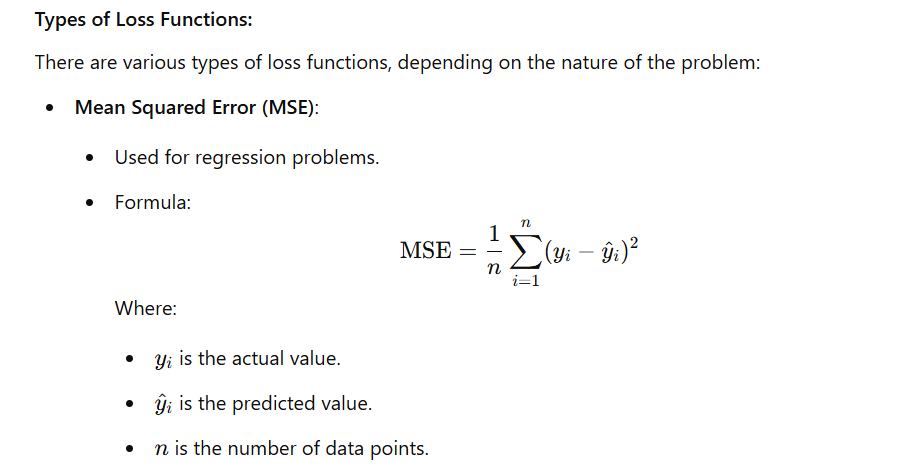 Types of Loss Functions:
There are various types of loss functions, depending on the nature of the problem:
• Mean Squared Error (MSE):
• Used for regression problems.
• Formula:
MSE = \frac{1}{n} \sum_{i=1}^{n} (y_i - \hat{y}_i)^2
Where:
• y_i is the actual value.
• \hat{y}_i is the predicted value.
• n is the number of data points.